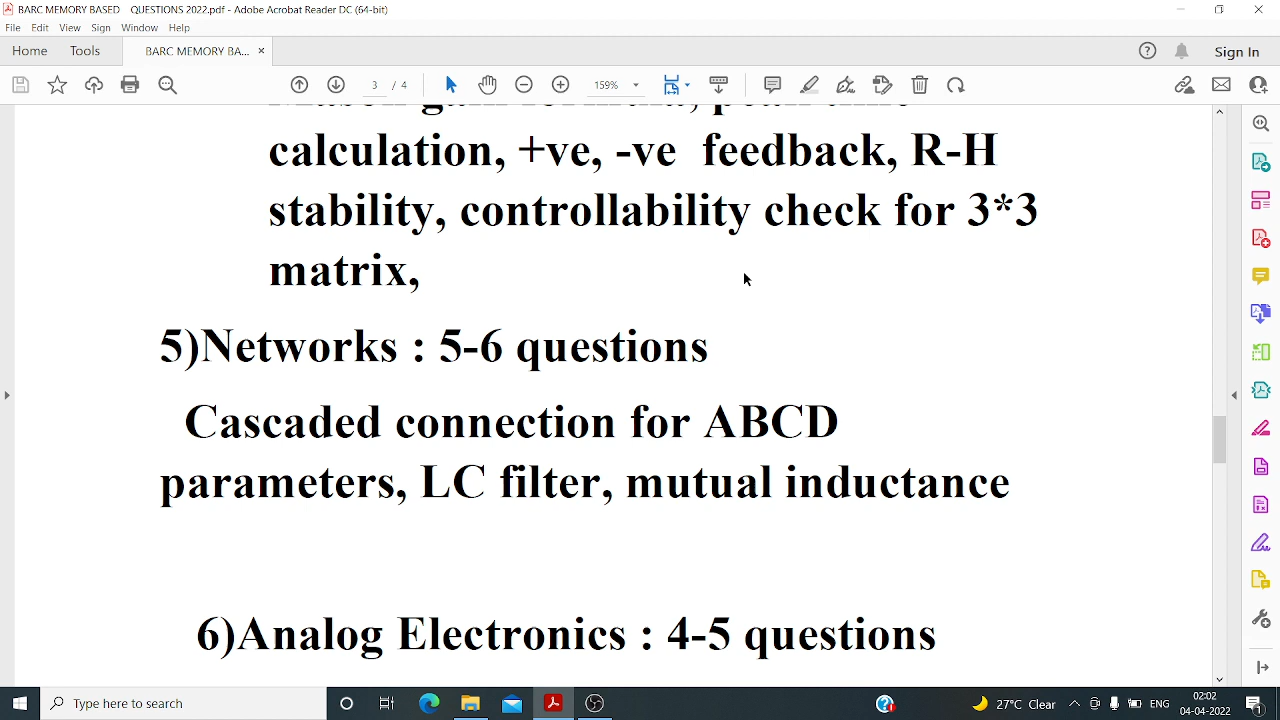 BARC MEMORY BASED QUESTIONS 2022.pdf - Adobe Acrobat Reader DC (64-bit)
File Edit View Sign Window Help
Home Tools BARC MEMORY BA... × Sign In
3 / 4 159%
calculation, +ve, -ve feedback, R-H
stability, controllability check for 3*3
matrix,
5)Networks : 5-6 questions
Cascaded connection for ABCD
parameters, LC filter, mutual inductance
6)Analog Electronics : 4-5 questions
Type here to search
27°C Clear
ENG
02:02
04-04-2022